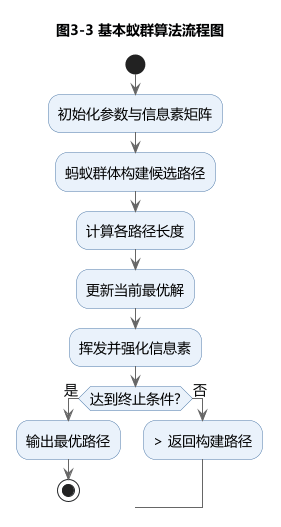 图3-3 基本蚁群算法流程图
初始化参数与信息素矩阵
蚂蚁群体构建候选路径
计算各路径长度
更新当前最优解
挥发并强化信息素
达到终止条件?
是
否
输出最优路径
> 返回构建路径